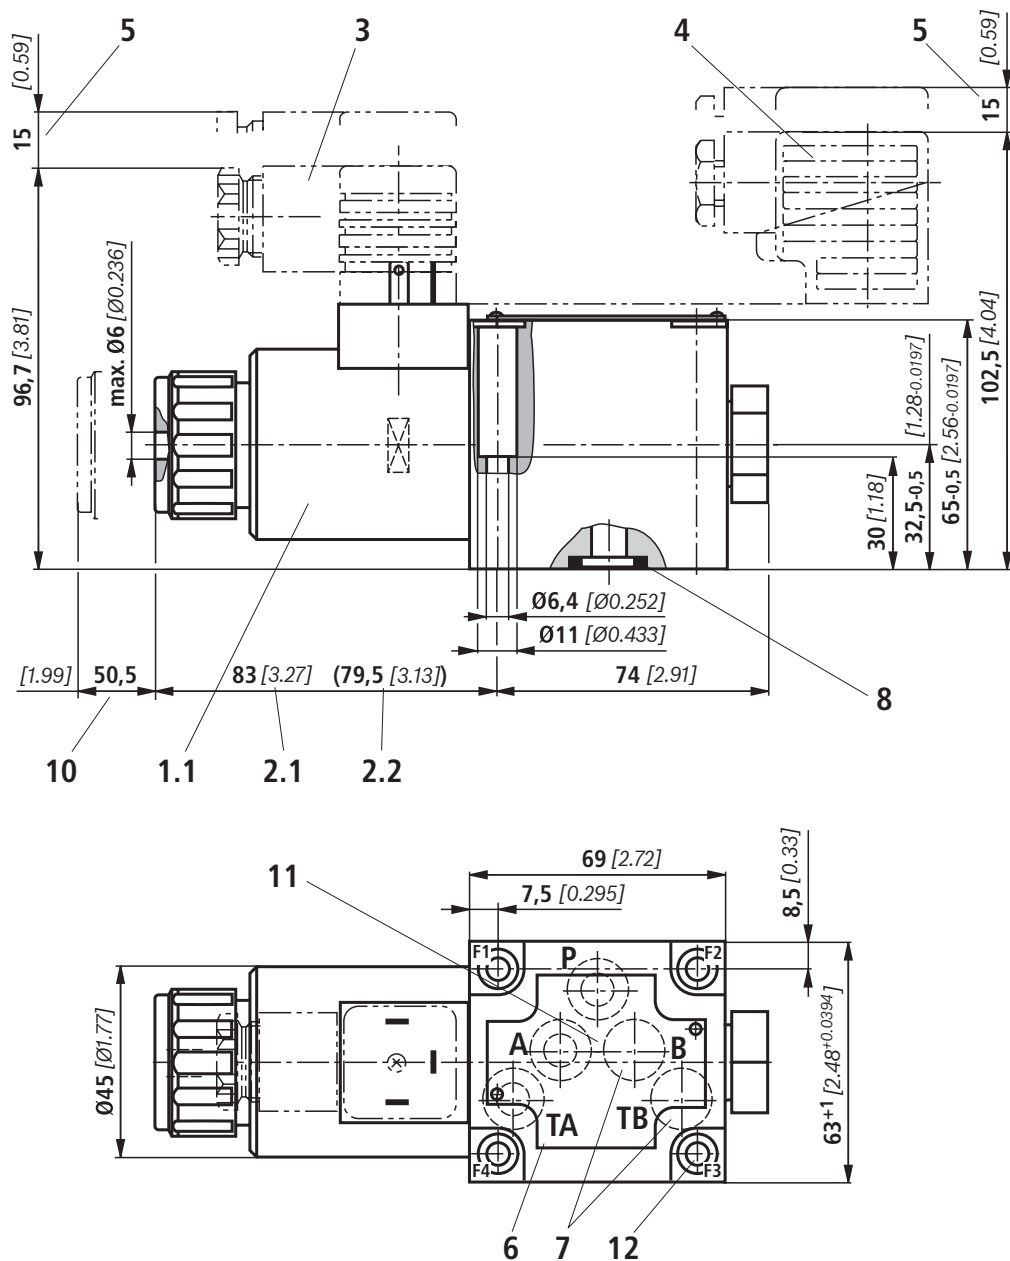 5 3 4 5
15 [0.59]
15 [0.59]
96,7 [3.81]
max. Ø6 [Ø0.236]
30 [1.18]
32,5-0,5 [1.28-0.0197]
65-0,5 [2.56-0.0197]
102,5 [4.04]
Ø6,4 [Ø0.252]
Ø11 [Ø0.433]
[1.99] 50,5 83 [3.27] (79,5 [3.13]) 74 [2.91]
8
10 1.1 2.1 2.2
69 [2.72]
11
7,5 [0.295]
8,5 [0.33]
F1 P F2
A B
TA TB
F4 F3
Ø45 [Ø1.77]
63+1 [2.48+0.0394]
6 7 12